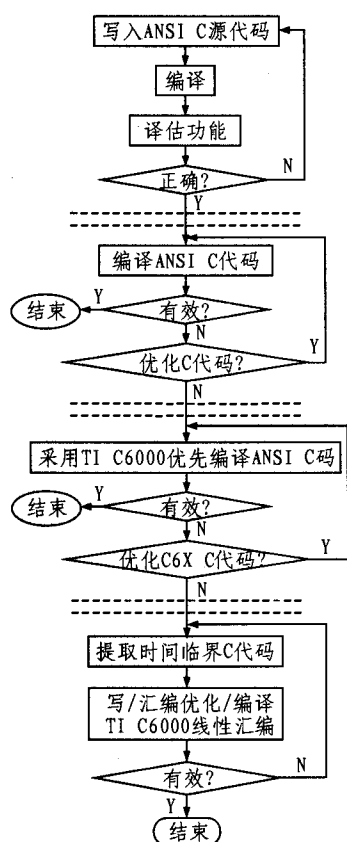 写入ANSI C源代码
编译
译估功能
正确?
N
Y
编译ANSI C代码
Y
有效?
结束
N
优化C代码?
Y
N
采用TI C6000优先编译ANSI C码
Y
有效?
结束
N
优化C6X C代码?
Y
N
提取时间临界C代码
写/汇编优化/编译
TI C6000线性汇编
有效?
N
Y
结束